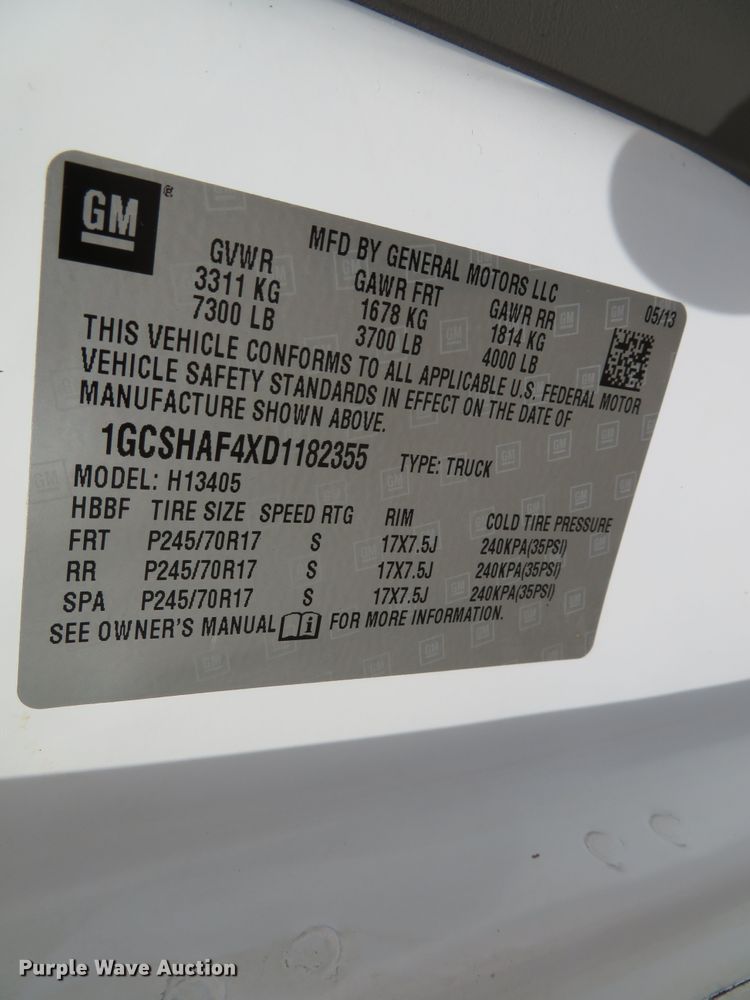 GM®
MFD BY GENERAL MOTORS LLC
05/13
GVWR GAWR FRT GAWR RR
3311 KG 1678 KG 1814 KG
7300 LB 3700 LB 4000 LB
THIS VEHICLE CONFORMS TO ALL APPLICABLE U.S. FEDERAL MOTOR
VEHICLE SAFETY STANDARDS IN EFFECT ON THE DATE OF
MANUFACTURE SHOWN ABOVE.
1GCSHAF4XD1182355 TYPE: TRUCK
MODEL: H13405
HBBF TIRE SIZE SPEED RTG RIM COLD TIRE PRESSURE
FRT P245/70R17 S 17X7.5J 240KPA(35PSI)
RR P245/70R17 S 17X7.5J 240KPA(35PSI)
SPA P245/70R17 S 17X7.5J 240KPA(35PSI)
SEE OWNER'S MANUAL i FOR MORE INFORMATION.
Purple Wave Auction